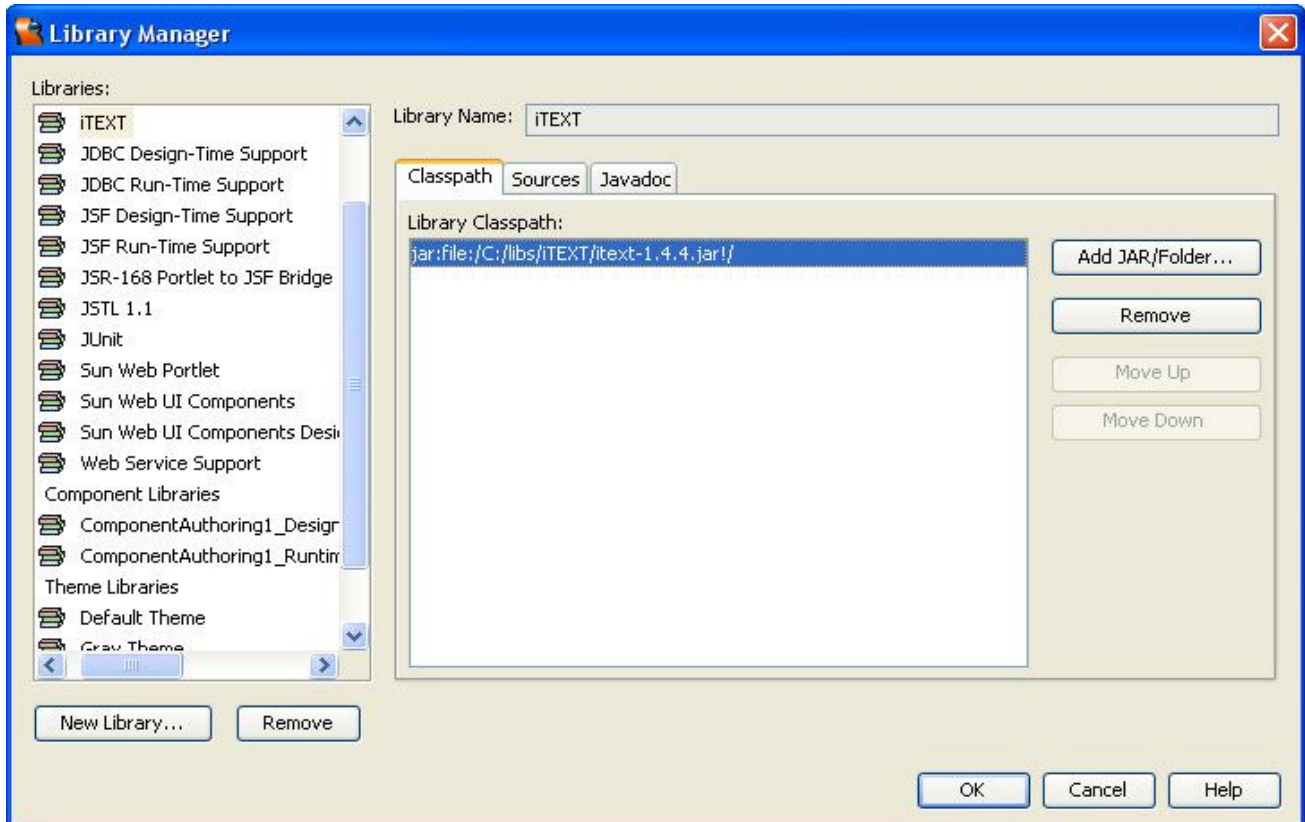 Library Manager
Libraries:
iTEXT
JDBC Design-Time Support
JDBC Run-Time Support
JSF Design-Time Support
JSF Run-Time Support
JSR-168 Portlet to JSF Bridge
JSTL 1.1
JUnit
Sun Web Portlet
Sun Web UI Components
Sun Web UI Components Desi
Web Service Support
Component Libraries
ComponentAuthoring1_Design
ComponentAuthoring1_Runtim
Theme Libraries
Default Theme
Gray Theme
New Library...
Remove
Library Name: iTEXT
Classpath Sources Javadoc
Library Classpath:
jar:file:/C:/libs/iTEXT/itext-1.4.4.jar!/
Add JAR/Folder...
Remove
Move Up
Move Down
OK Cancel Help